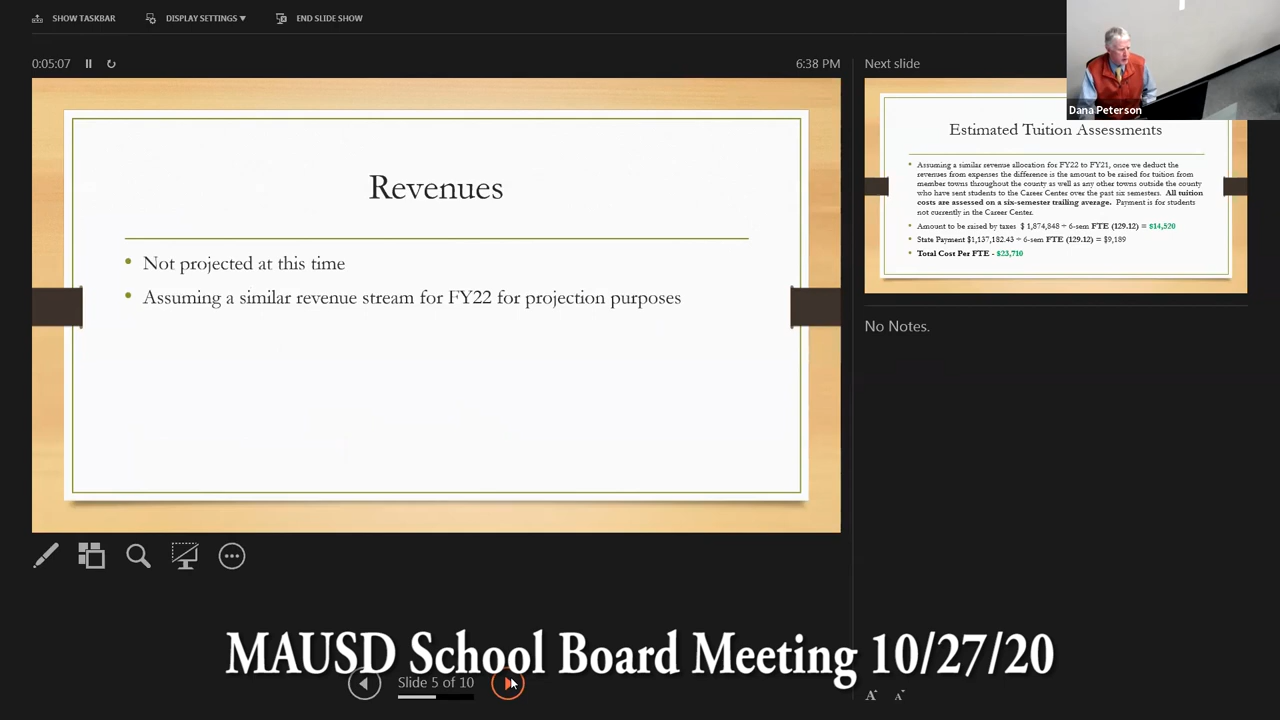 SHOW TASKBAR
DISPLAY SETTINGS ▼
END SLIDE SHOW
0:05:07
6:38 PM
Revenues
• Not projected at this time
• Assuming a similar revenue stream for FY22 for projection purposes
Next slide
Dana Peterson
Estimated Tuition Assessments
• Assuming a similar revenue allocation for FY22 to FY21, once we deduct the
revenues from expenses the difference is the amount to be raised for tuition from
member towns throughout the county as well as any other towns outside the county
who have sent students to the Career Center over the past six semesters. All tuition
costs are assessed on a six-semester trailing average. Payment is for students
not currently in the Career Center.
• Amount to be raised by taxes $ 1,874,848 ÷ 6-sem FTE (129.12) = $14,520
• State Payment $1,137,182.43 ÷ 6-sem FTE (129.12) = $9,189
• Total Cost Per FTE - $23,710
No Notes.
MAUSD School Board Meeting 10/27/20
Slide 5 of 10
A A